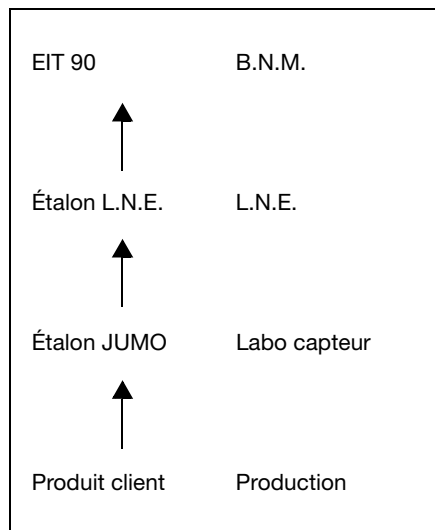 EIT 90 B.N.M.
Étalon L.N.E. L.N.E.
Étalon JUMO Labo capteur
Produit client Production